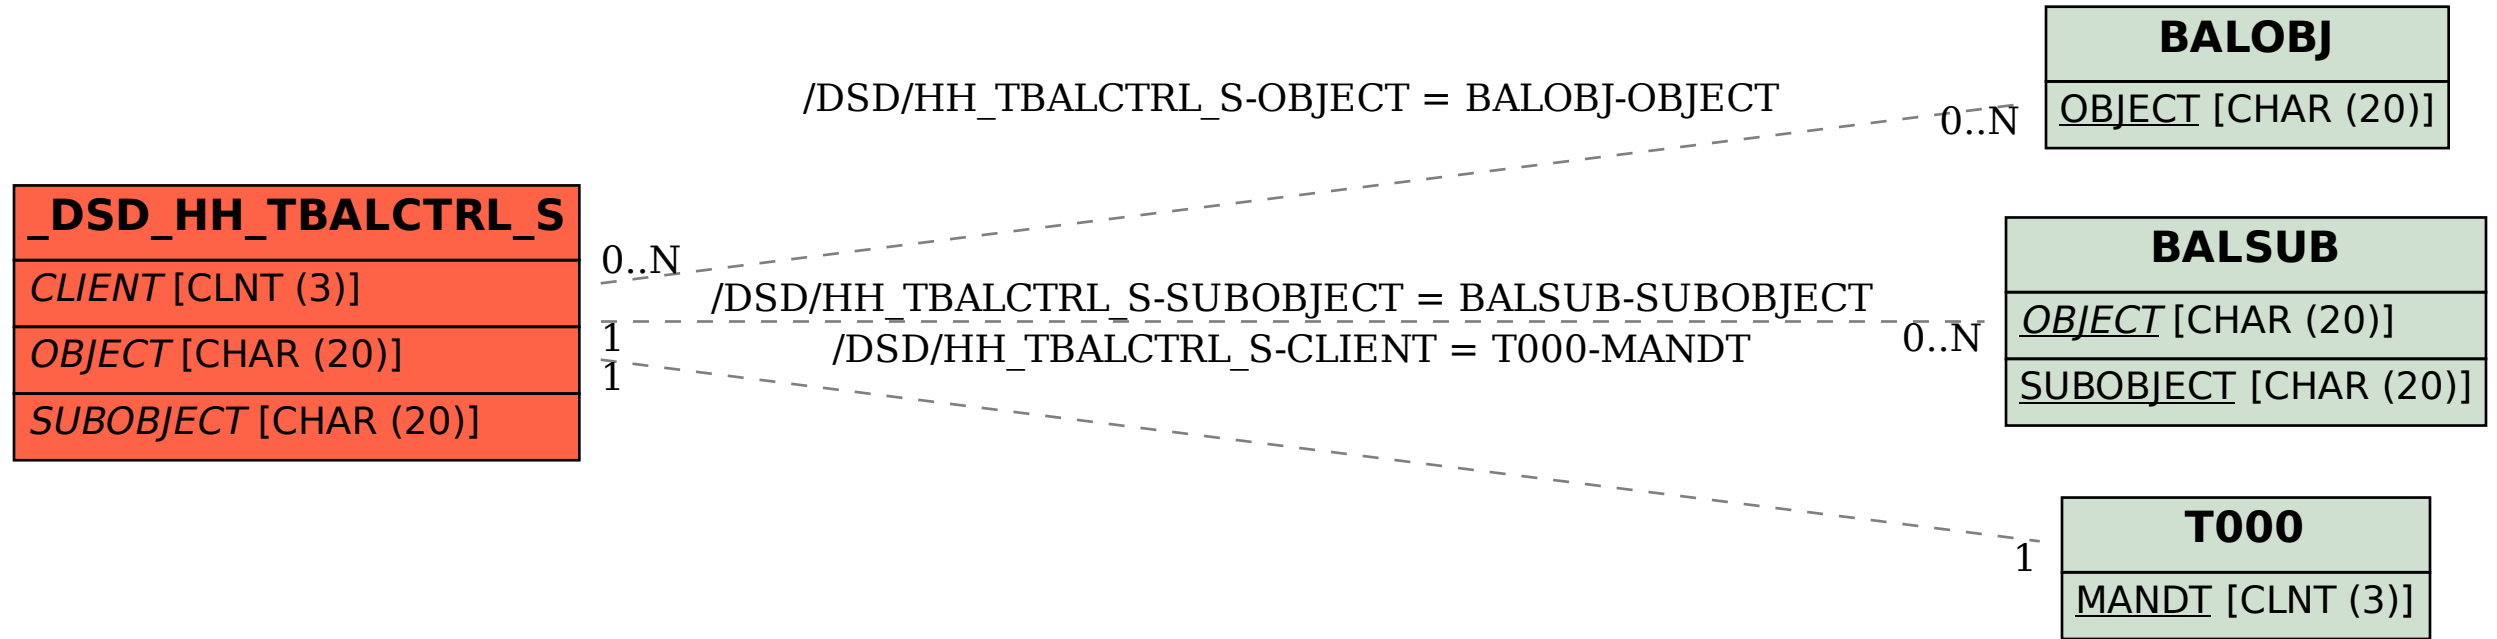 _DSD_HH_TBALCTRL_S
CLIENT [CLNT (3)]
OBJECT [CHAR (20)]
SUBOBJECT [CHAR (20)]
/DSD/HH_TBALCTRL_S-OBJECT = BALOBJ-OBJECT
0..N
0..N
/DSD/HH_TBALCTRL_S-SUBOBJECT = BALSUB-SUBOBJECT
1
0..N
/DSD/HH_TBALCTRL_S-CLIENT = T000-MANDT
1
1
BALOBJ
OBJECT [CHAR (20)]
BALSUB
OBJECT [CHAR (20)]
SUBOBJECT [CHAR (20)]
T000
MANDT [CLNT (3)]